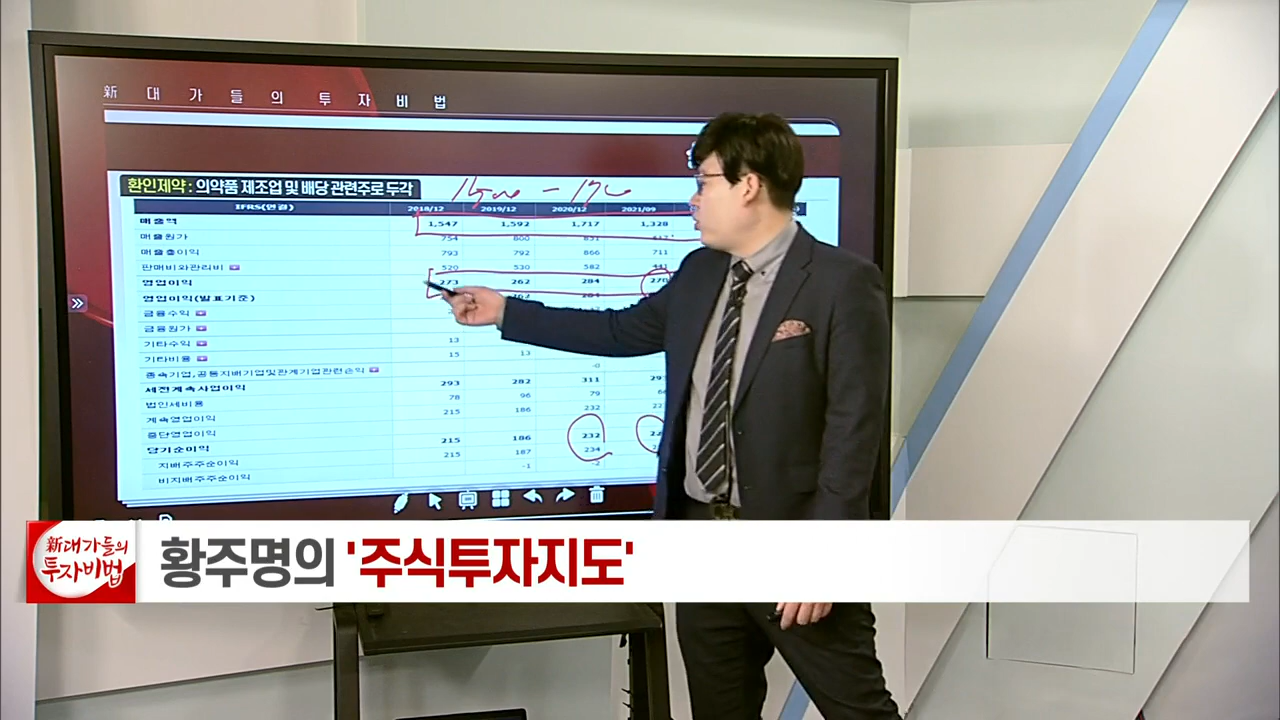 新 대 가 들 의 투 자 비 법
환인제약 : 의약품 제조업 및 배당 관련주로 두각
IFRS(연결) 2018/12 2019/12 2020/12 2021/09
매출액 1,547 1,592 1,717 1,328
매출원가 754 800 851
매출총이익 793 792 866 711
판매비와관리비 520 530 582 441
영업이익 273 262 284 270
영업이익(발표기준) 262 284
금융수익
금융원가
기타수익 13
기타비용 15 13
종속기업,공동지배기업및관계기업관련손익 -0
세전계속사업이익 293 282 311
법인세비용 78 96 79
계속영업이익 215 186 232
중단영업이익
당기순이익 215 186 232
지배주주순이익 215 187 234
비지배주주순이익 -1 -2
新대가들의
투자비법
황주명의 '주식투자지도'